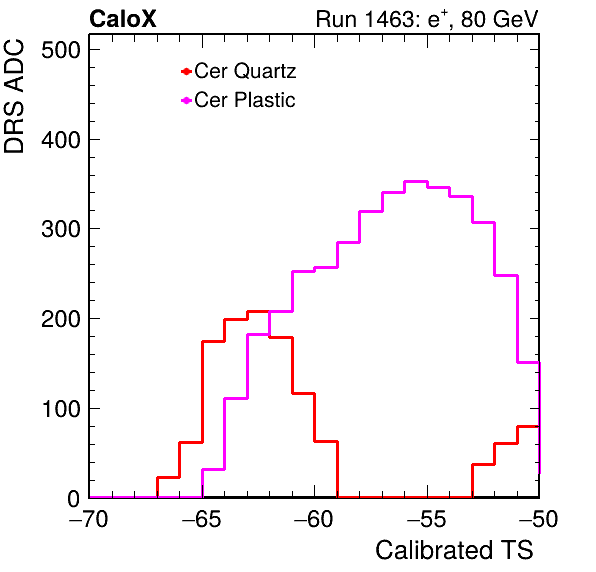 CaloX
Run 1463: e+, 80 GeV
DRS ADC
Cer Quartz
Cer Plastic
500
400
300
200
100
0
−70
−65
−60
−55
−50
Calibrated TS